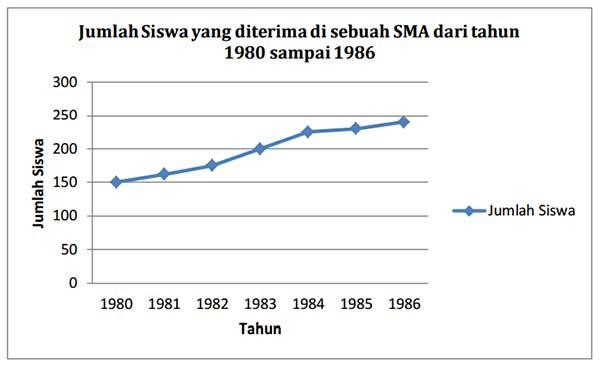 Jumlah Siswa yang diterima di sebuah SMA dari tahun
1980 sampai 1986
300
250
200
150
100
50
0
Jumlah Siswa
1980 1981 1982 1983 1984 1985 1986
Tahun
Jumlah Siswa